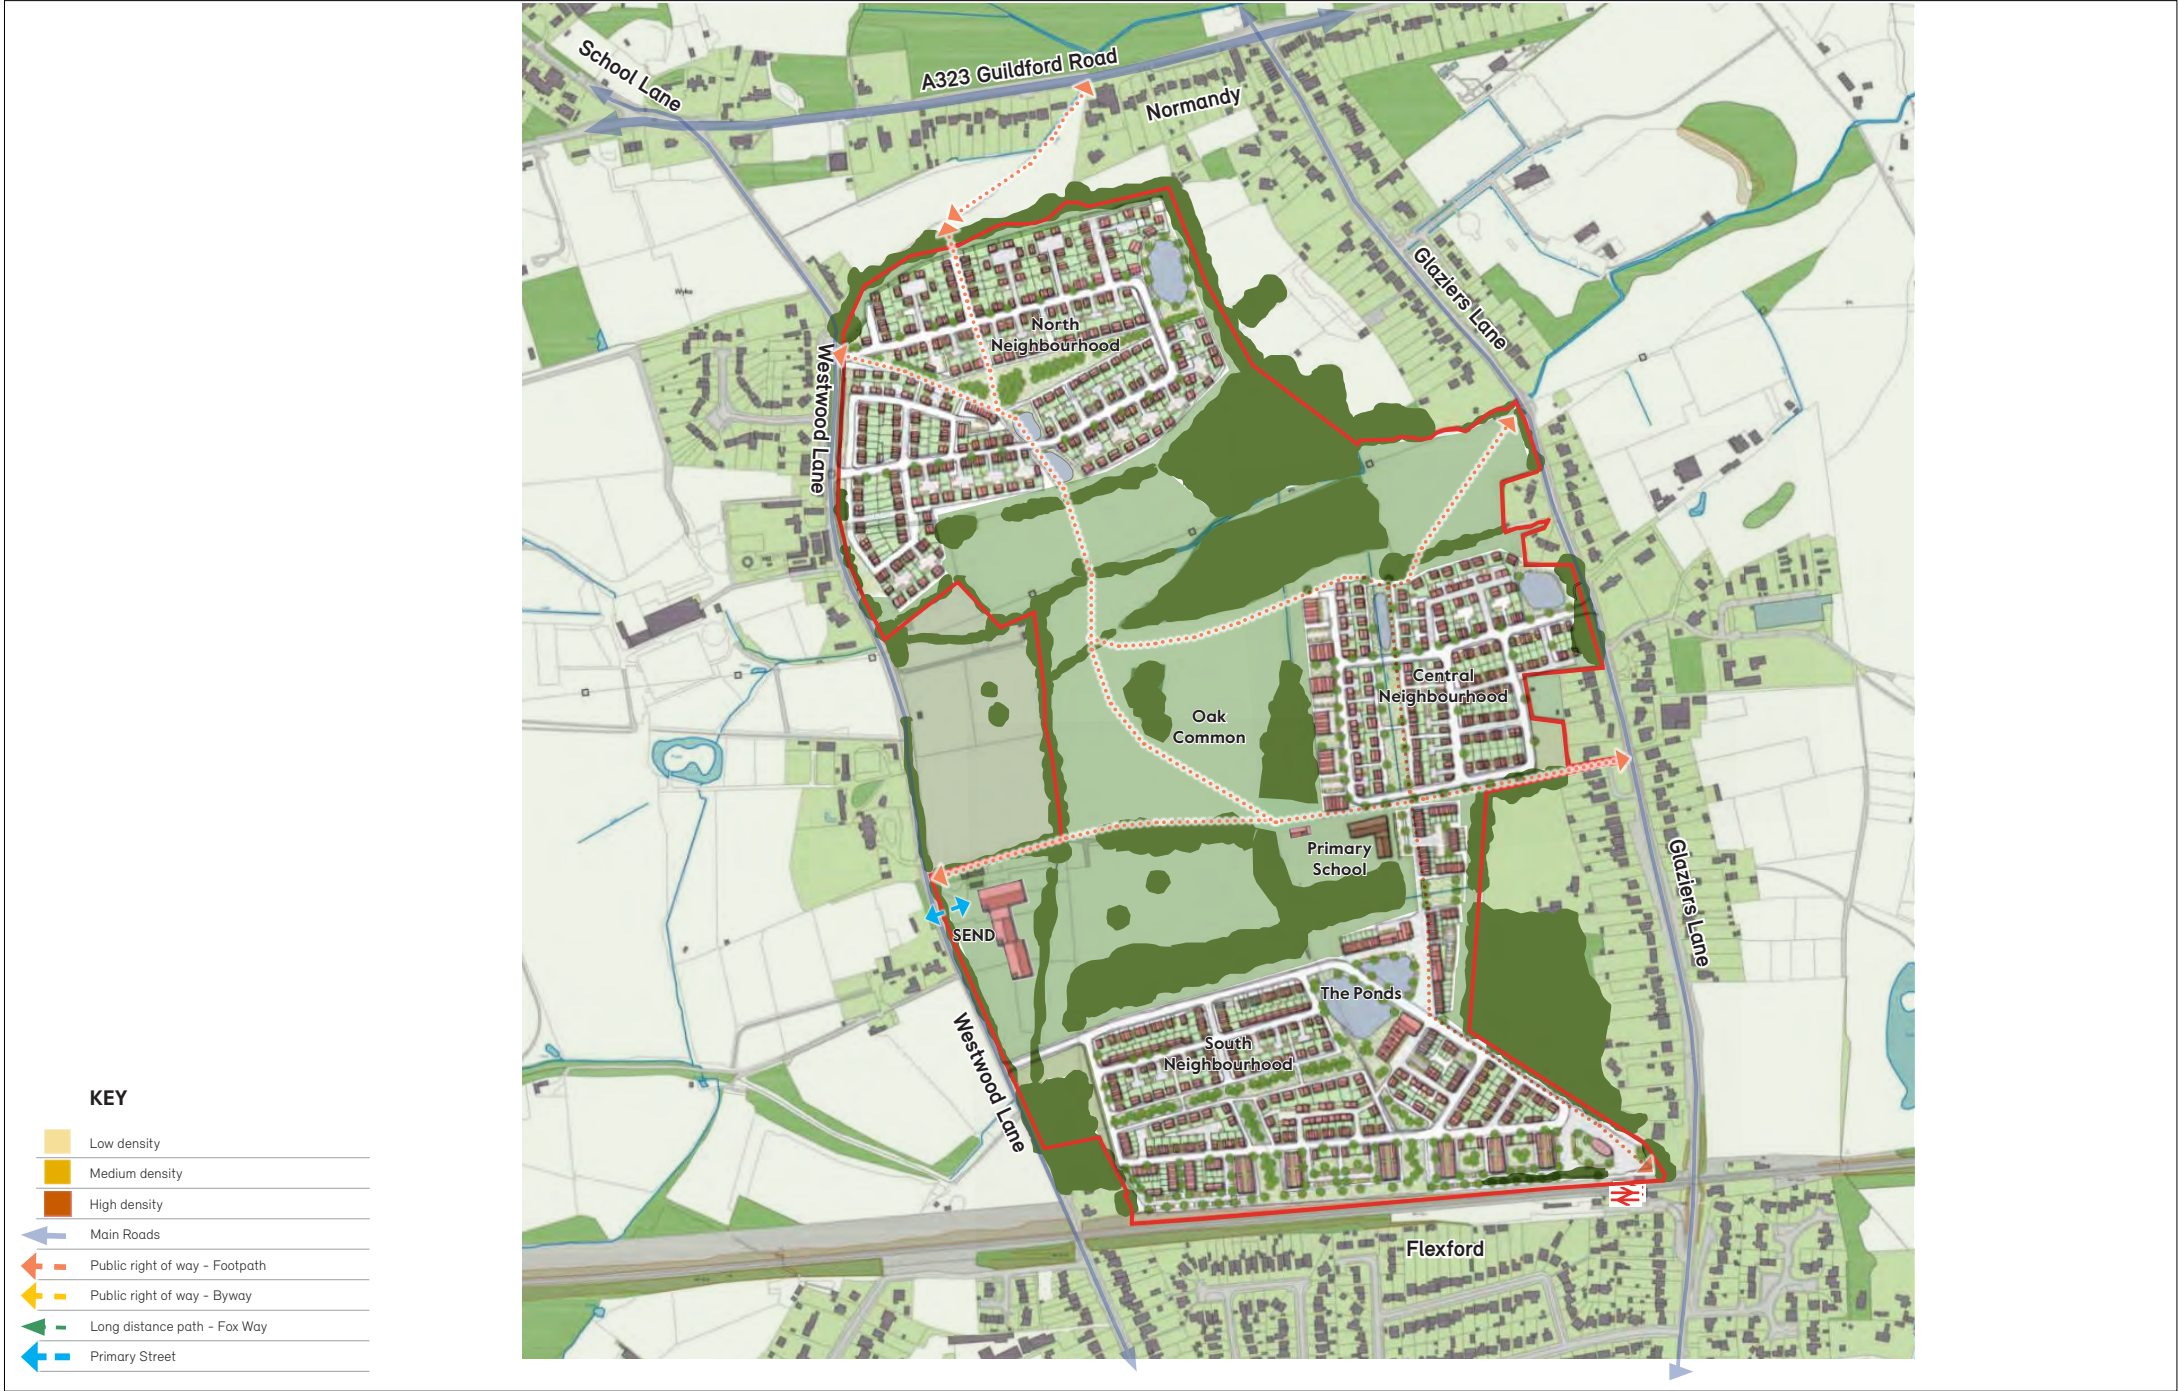 School Lane
A323 Guildford Road
Normandy
Wyke
Glaziers Lane
North
Neighbourhood
Westwood Lane
Central
Neighbourhood
Oak
Common
Primary
School
Glaziers Lane
SEND
The Ponds
South
Neighbourhood
Westwood Lane
Flexford
KEY
Low density
Medium density
High density
Main Roads
Public right of way - Footpath
Public right of way - Byway
Long distance path - Fox Way
Primary Street